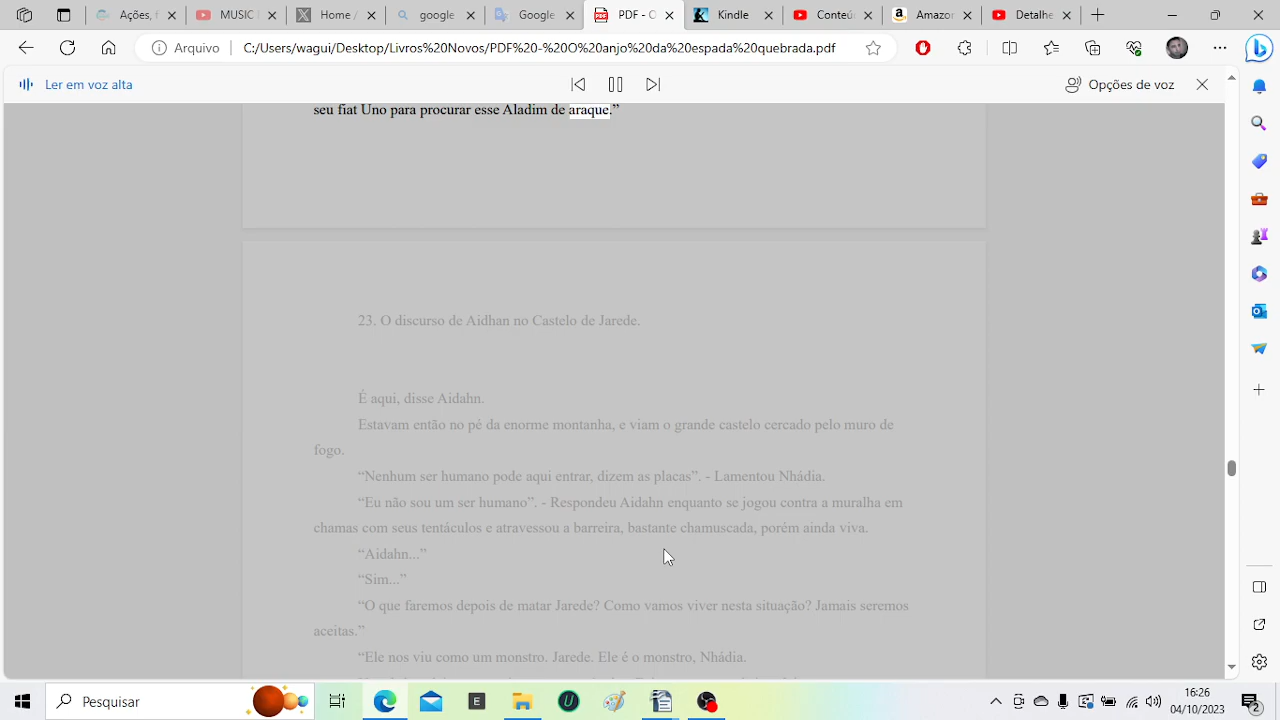 Ações, fundo
YOUTUBE M
Home /
google
Google
PDF - O
Knights
Conteú
Amazon
Detalhe
Arquivo
C:/Users/wagui/Desktop/Livros%20Novos/PDF%20-%20O%20anjo%20da%20espada%20quebrada.pdf
Ler em voz alta
Opções de voz
seu fiat Uno para procurar esse Aladim de araque.”
23. O discurso de Aidhan no Castelo de Jarede.
É aqui, disse Aidahn.
Estavam então no pé da enorme montanha, e viam o grande castelo cercado pelo muro de
fogo.
“Nenhum ser humano pode aqui entrar, dizem as placas”. - Lamentou Nhádia.
“Eu não sou um ser humano”. - Respondeu Aidahn enquanto se jogou contra a muralha em
chamas com seus tentáculos e atravessou a barreira, bastante chamuscada, porém ainda viva.
“Aidahn...”
“Sim...”
“O que faremos depois de matar Jarede? Como vamos viver nesta situação? Jamais seremos
aceitas.”
“Ele nos viu como um monstro. Jarede. Ele é o monstro, Nhádia.
Pesquisar
16:26
04/10/2023
2